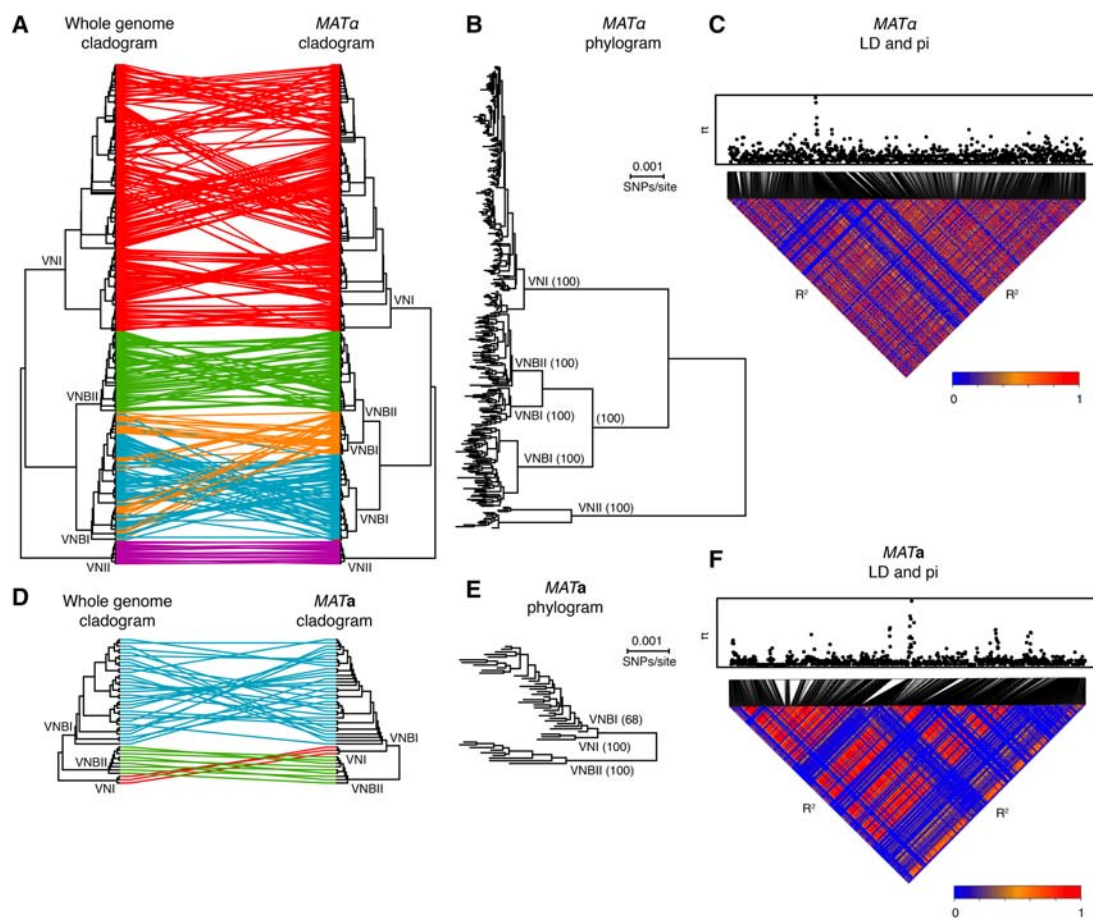 A
Whole genome
cladogram
MATα
cladogram
VNI
VNI
VNBII
VNBII
VNBI
VNBI
VNBI
VNII
VNII
B
MATα
phylogram
0.001
SNPs/site
VNI (100)
VNBII (100)
VNBI (100)
(100)
VNBI (100)
VNII (100)
C
MATα
LD and pi
π
R²
R²
0
1
D
Whole genome
cladogram
MATa
cladogram
VNBI
VNBI
VNBII
VNI
VNI
VNBII
E
MATa
phylogram
0.001
SNPs/site
VNBI (68)
VNI (100)
VNBII (100)
F
MATa
LD and pi
π
R²
R²
0
1